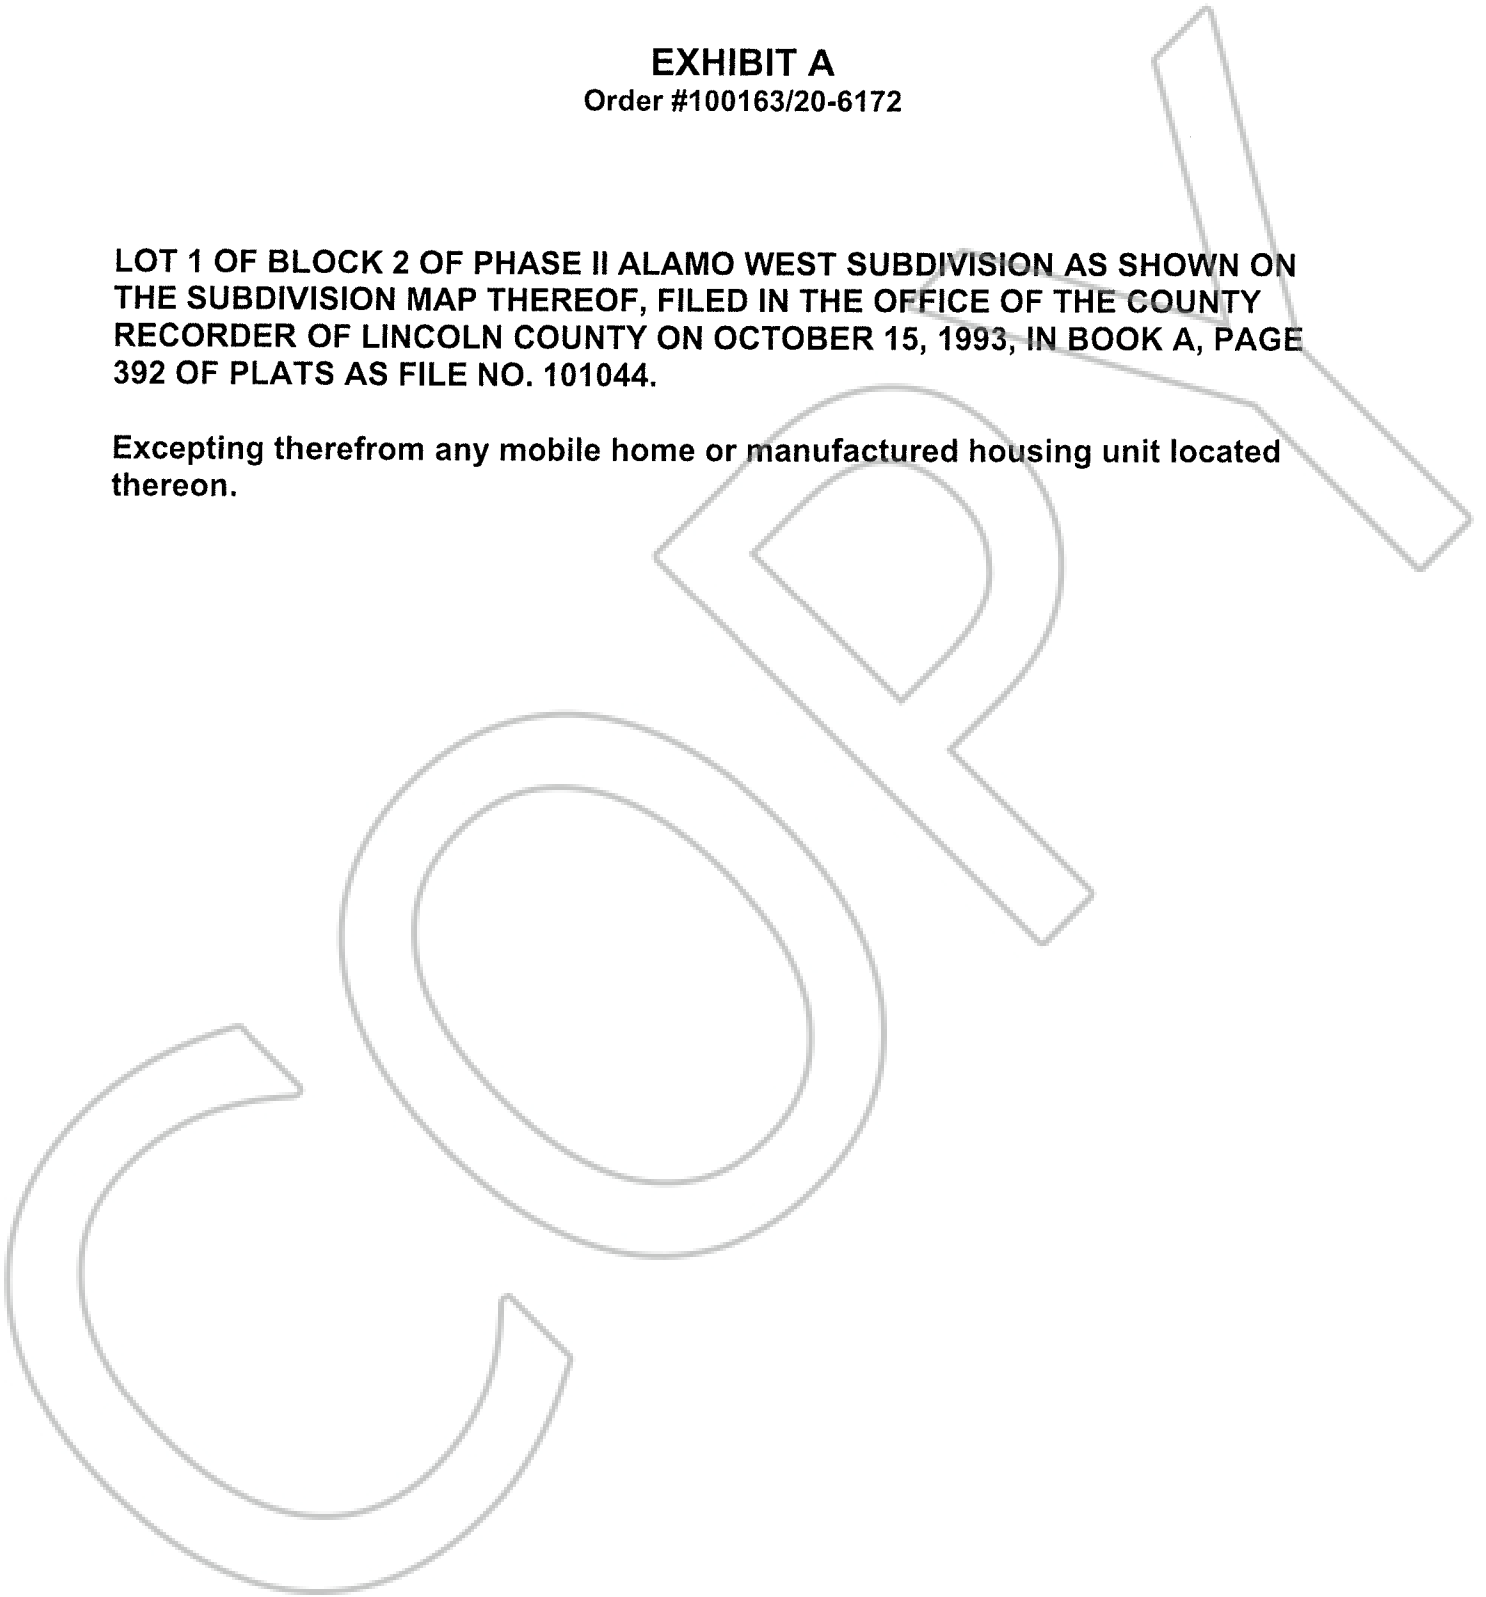 EXHIBIT A
Order #100163/20-6172
LOT 1 OF BLOCK 2 OF PHASE II ALAMO WEST SUBDIVISION AS SHOWN ON
THE SUBDIVISION MAP THEREOF, FILED IN THE OFFICE OF THE COUNTY
RECORDER OF LINCOLN COUNTY ON OCTOBER 15, 1993, IN BOOK A, PAGE
392 OF PLATS AS FILE NO. 101044.
Excepting therefrom any mobile home or manufactured housing unit located
thereon.
COPY